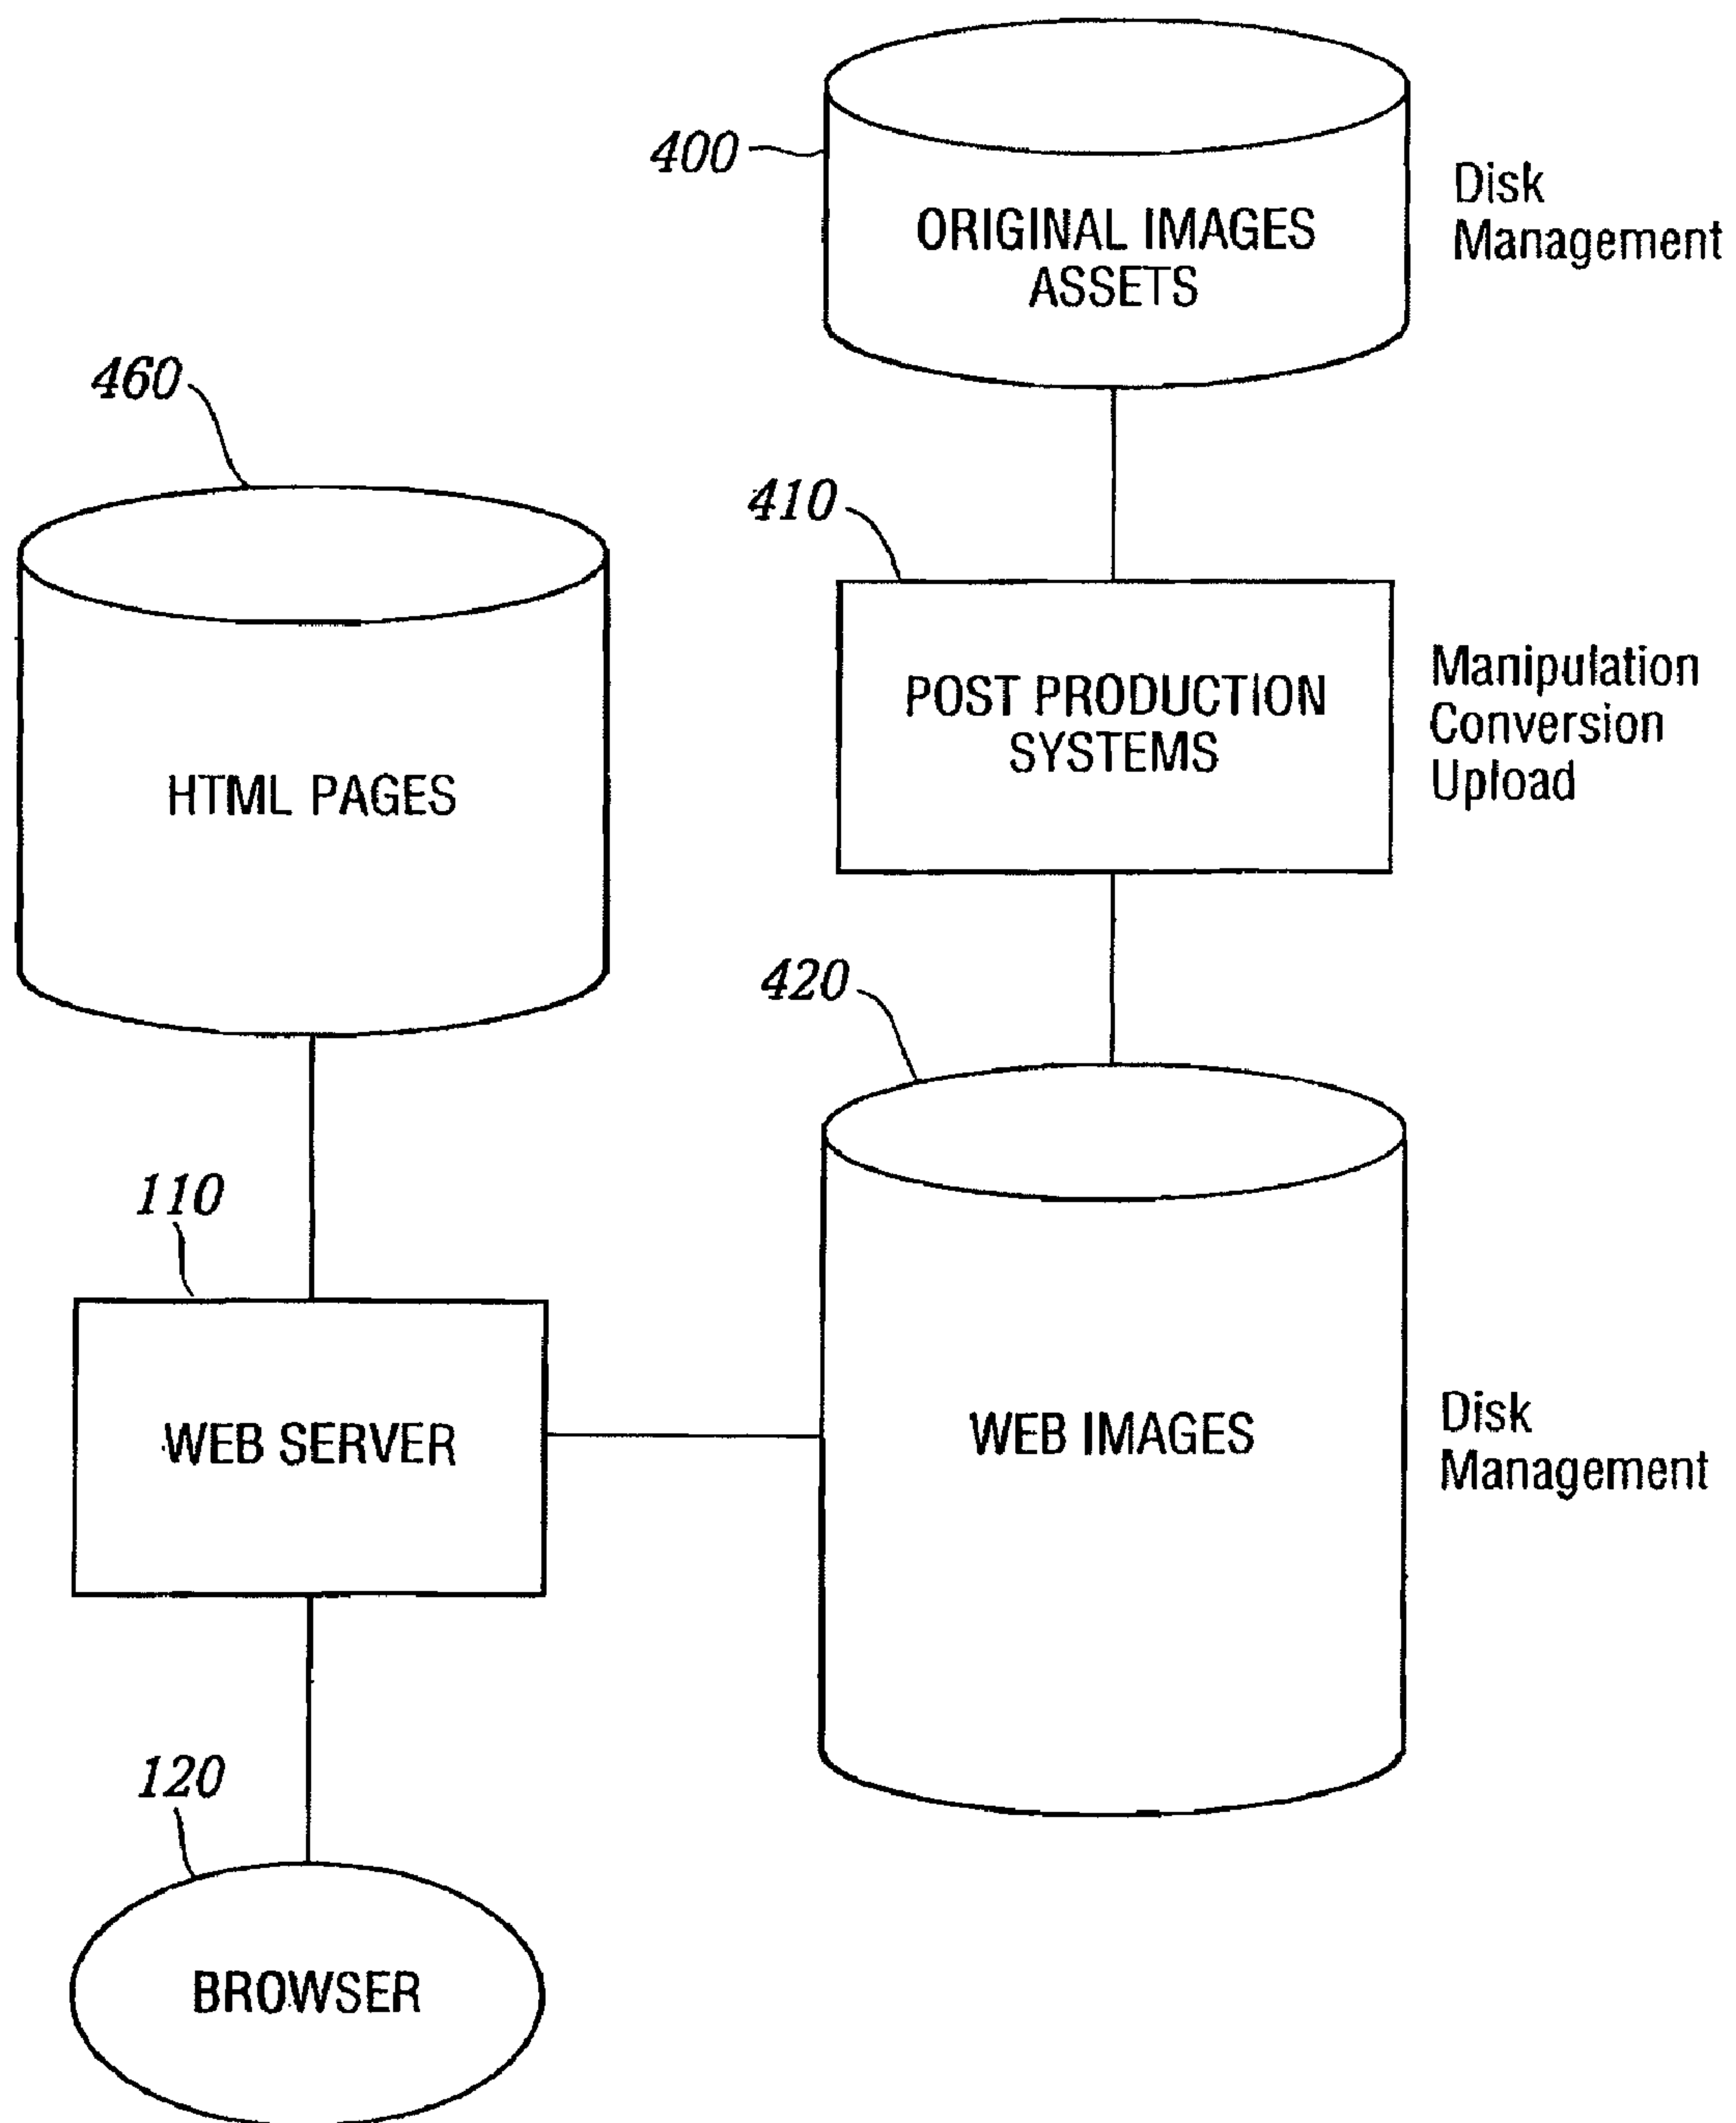 400
ORIGINAL IMAGES
ASSETS
Disk
Management
460
HTML PAGES
410
POST PRODUCTION
SYSTEMS
Manipulation
Conversion
Upload
420
WEB IMAGES
Disk
Management
110
WEB SERVER
120
BROWSER